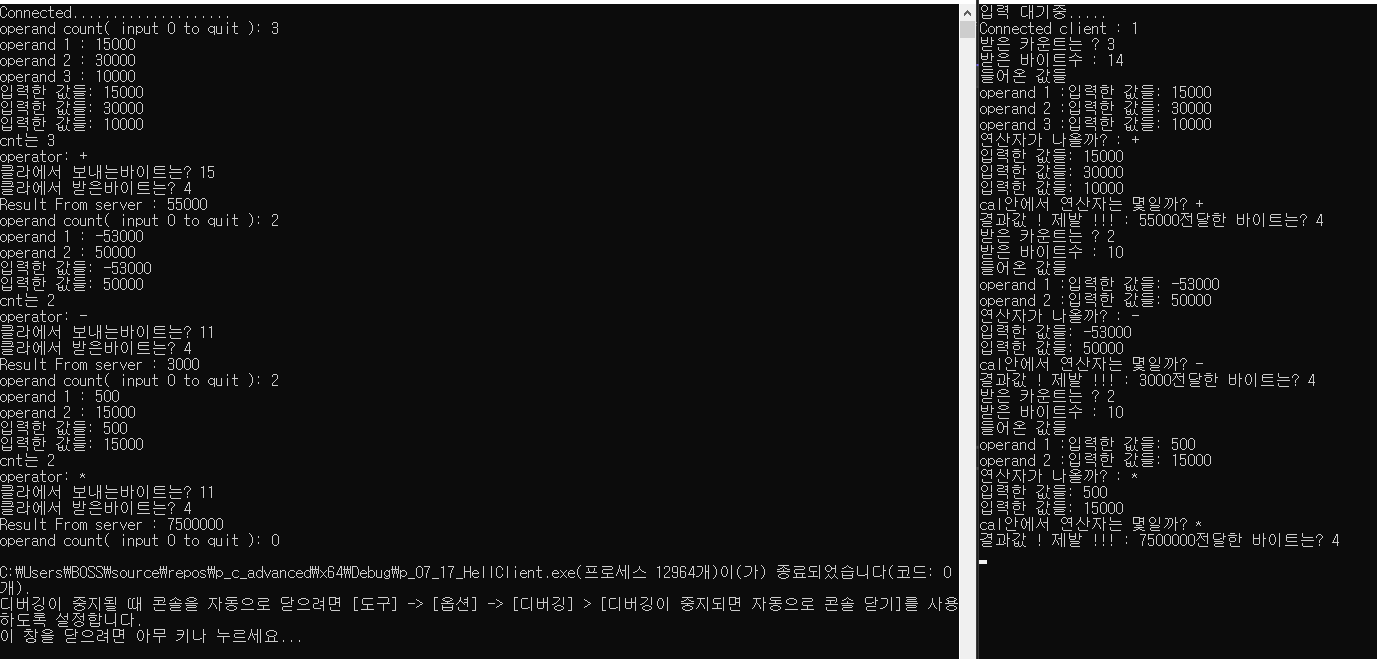 Connected....................
operand count( input 0 to quit ): 3
operand 1 : 15000
operand 2 : 30000
operand 3 : 10000
입력한 값들: 15000
입력한 값들: 30000
입력한 값들: 10000
cnt는 3
operator: +
클라에서 보내는바이트는? 15
클라에서 받은바이트는? 4
Result From server : 55000
operand count( input 0 to quit ): 2
operand 1 : -53000
operand 2 : 50000
입력한 값들: -53000
입력한 값들: 50000
cnt는 2
operator: -
클라에서 보내는바이트는? 11
클라에서 받은바이트는? 4
Result From server : 3000
operand count( input 0 to quit ): 2
operand 1 : 500
operand 2 : 15000
입력한 값들: 500
입력한 값들: 15000
cnt는 2
operator: *
클라에서 보내는바이트는? 11
클라에서 받은바이트는? 4
Result From server : 7500000
operand count( input 0 to quit ): 0
C:\Users\BOSS\source\repos\p_c_advanced\x64\Debug\p_07_17_HellClient.exe(프로세스 12964개)이(가) 종료되었습니다(코드: 0
개).
디버깅이 중지될 때 콘솔을 자동으로 닫으려면 [도구] -> [옵션] -> [디버깅] > [디버깅이 중지되면 자동으로 콘솔 닫기]를 사용
하도록 설정합니다.
이 창을 닫으려면 아무 키나 누르세요...
입력 대기중.....
Connected client : 1
받은 카운트는 ? 3
받은 바이트수 : 14
들어온 값들
operand 1 :입력한 값들: 15000
operand 2 :입력한 값들: 30000
operand 3 :입력한 값들: 10000
연산자가 나올까? : +
입력한 값들: 15000
입력한 값들: 30000
입력한 값들: 10000
cal안에서 연산자는 몇일까? +
결과값 ! 제발 !!! : 55000전달한 바이트는? 4
받은 카운트는 ? 2
받은 바이트수 : 10
들어온 값들
operand 1 :입력한 값들: -53000
operand 2 :입력한 값들: 50000
연산자가 나올까? : -
입력한 값들: -53000
입력한 값들: 50000
cal안에서 연산자는 몇일까? -
결과값 ! 제발 !!! : 3000전달한 바이트는? 4
받은 카운트는 ? 2
받은 바이트수 : 10
들어온 값들
operand 1 :입력한 값들: 500
operand 2 :입력한 값들: 15000
연산자가 나올까? : *
입력한 값들: 500
입력한 값들: 15000
cal안에서 연산자는 몇일까? *
결과값 ! 제발 !!! : 7500000전달한 바이트는? 4